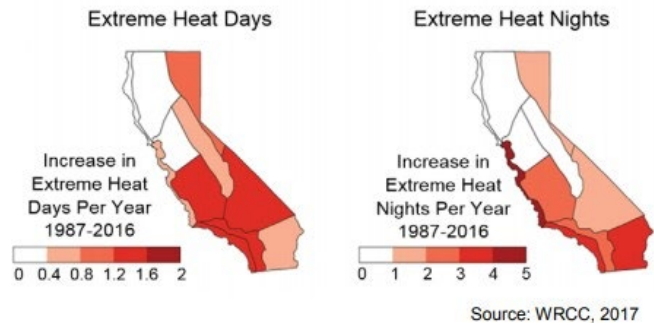 Extreme Heat Days
Increase in
Extreme Heat
Days Per Year
1987-2016
0 0.4 0.8 1.2 1.6 2
Extreme Heat Nights
Increase in
Extreme Heat
Nights Per Year
1987-2016
0 1 2 3 4 5
Source: WRCC, 2017